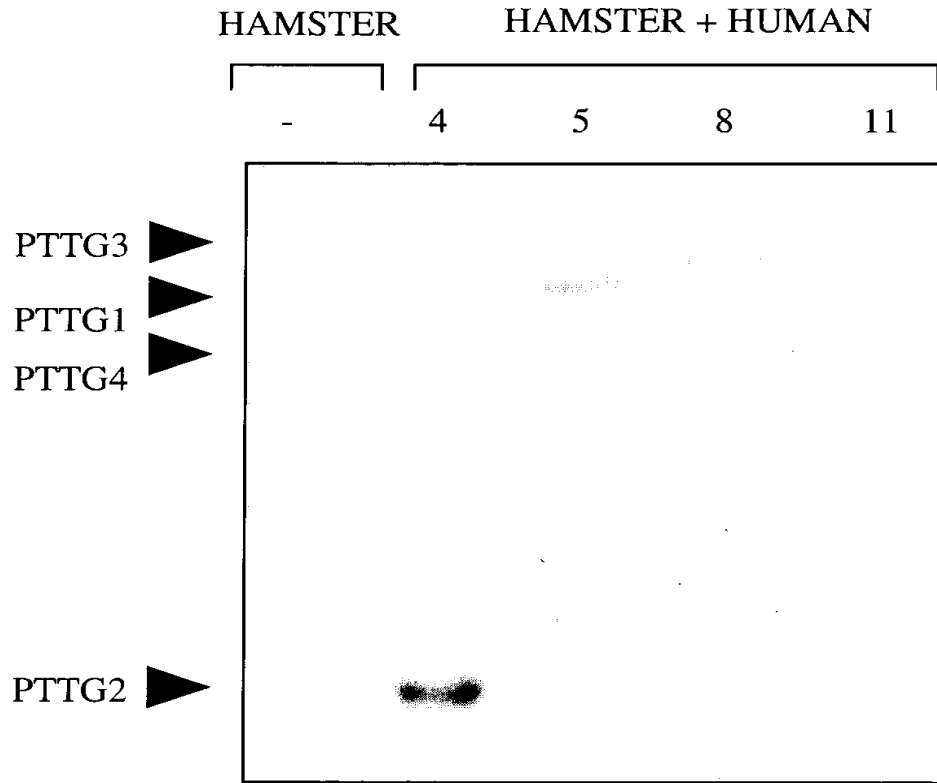 HAMSTER HAMSTER + HUMAN
- 4 5 8 11
PTTG3
PTTG1
PTTG4
PTTG2